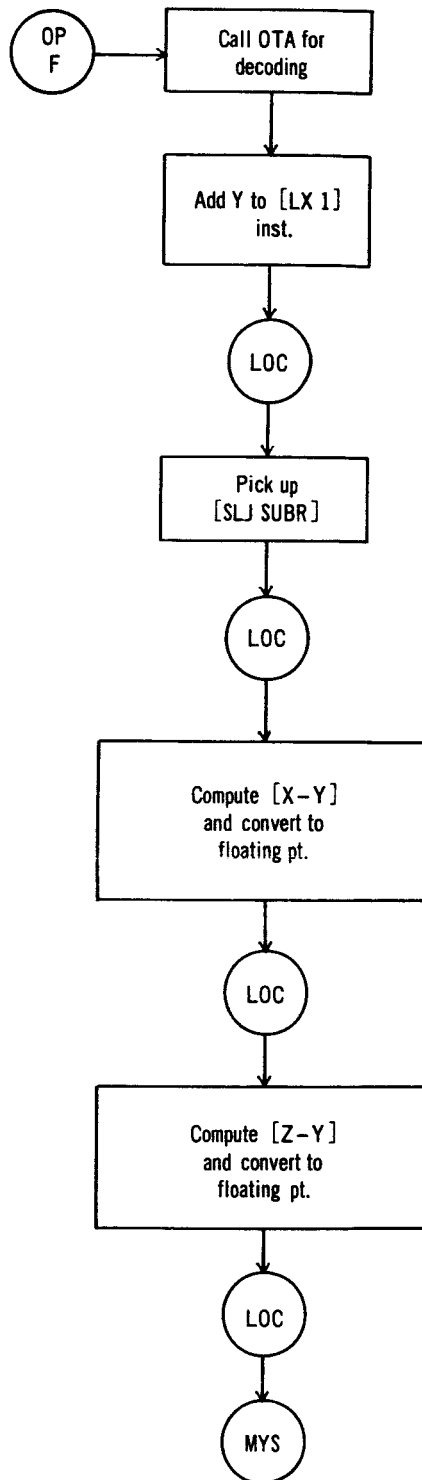 OP
F
Call OTA for
decoding
Add Y to [LX 1]
inst.
LOC
Pick up
[SLJ SUBR]
LOC
Compute [X-Y]
and convert to
floating pt.
LOC
Compute [Z-Y]
and convert to
floating pt.
LOC
MYS